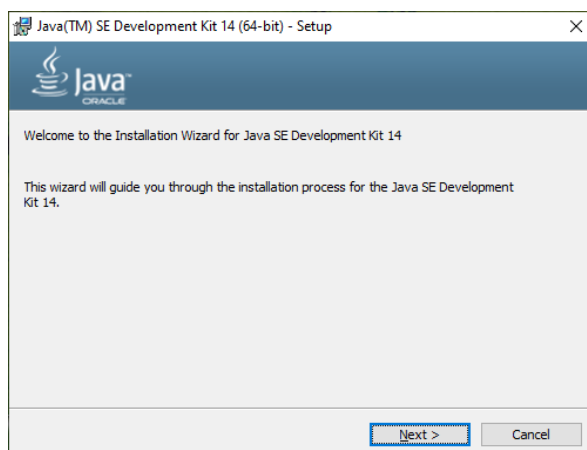 Java(TM) SE Development Kit 14 (64-bit) - Setup
Java™
ORACLE
Welcome to the Installation Wizard for Java SE Development Kit 14
This wizard will guide you through the installation process for the Java SE Development
Kit 14.
Next >
Cancel